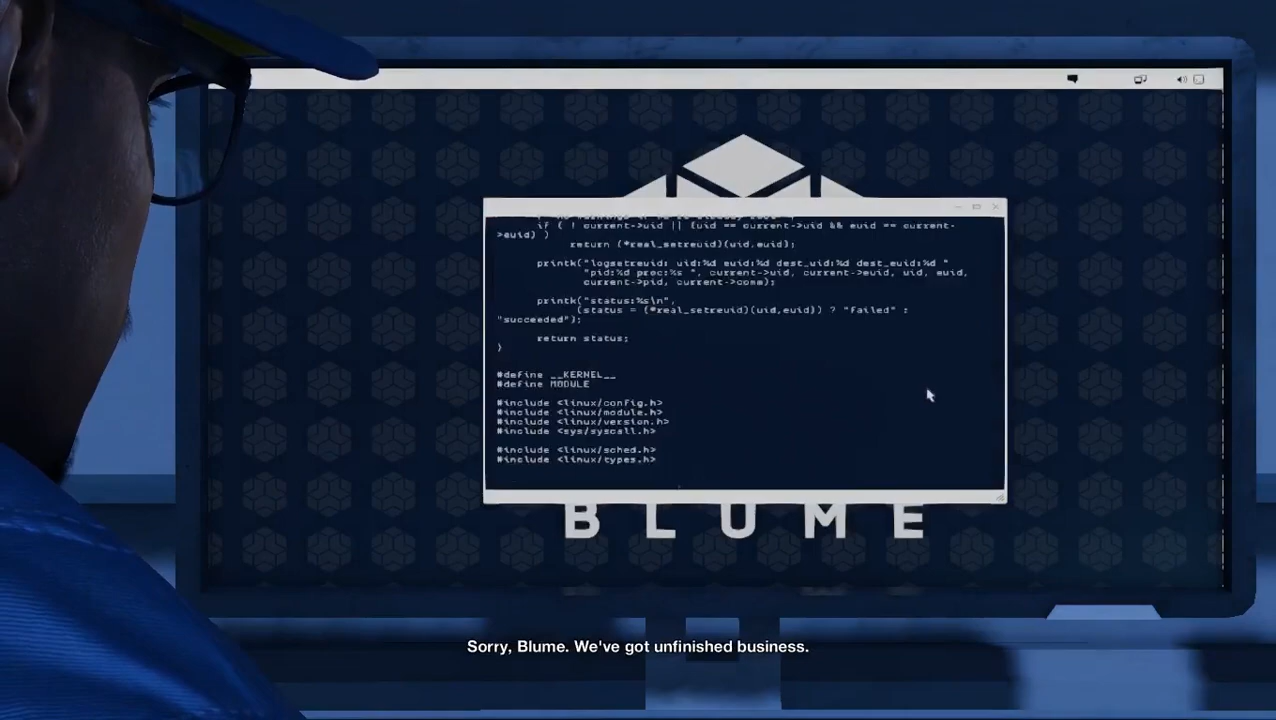 if ( ! current->uid || (uid == current->uid && euid == current-
>euid) )
return (*real_setreuid)(uid,euid);
printk("logsetreuid: uid:%d euid:%d dest_uid:%d dest_euid:%d "
"pid:%d proc:%s ", current->uid, current->euid, uid, euid,
current->pid, current->comm);
printk("status:%s\n",
(status = (*real_setreuid)(uid,euid)) ? "failed" :
"succeeded");
return status;
}
#define __KERNEL__
#define MODULE
#include <linux/config.h>
#include <linux/module.h>
#include <linux/version.h>
#include <sys/syscall.h>
#include <linux/sched.h>
#include <linux/types.h>
BLUME
Sorry, Blume. We've got unfinished business.